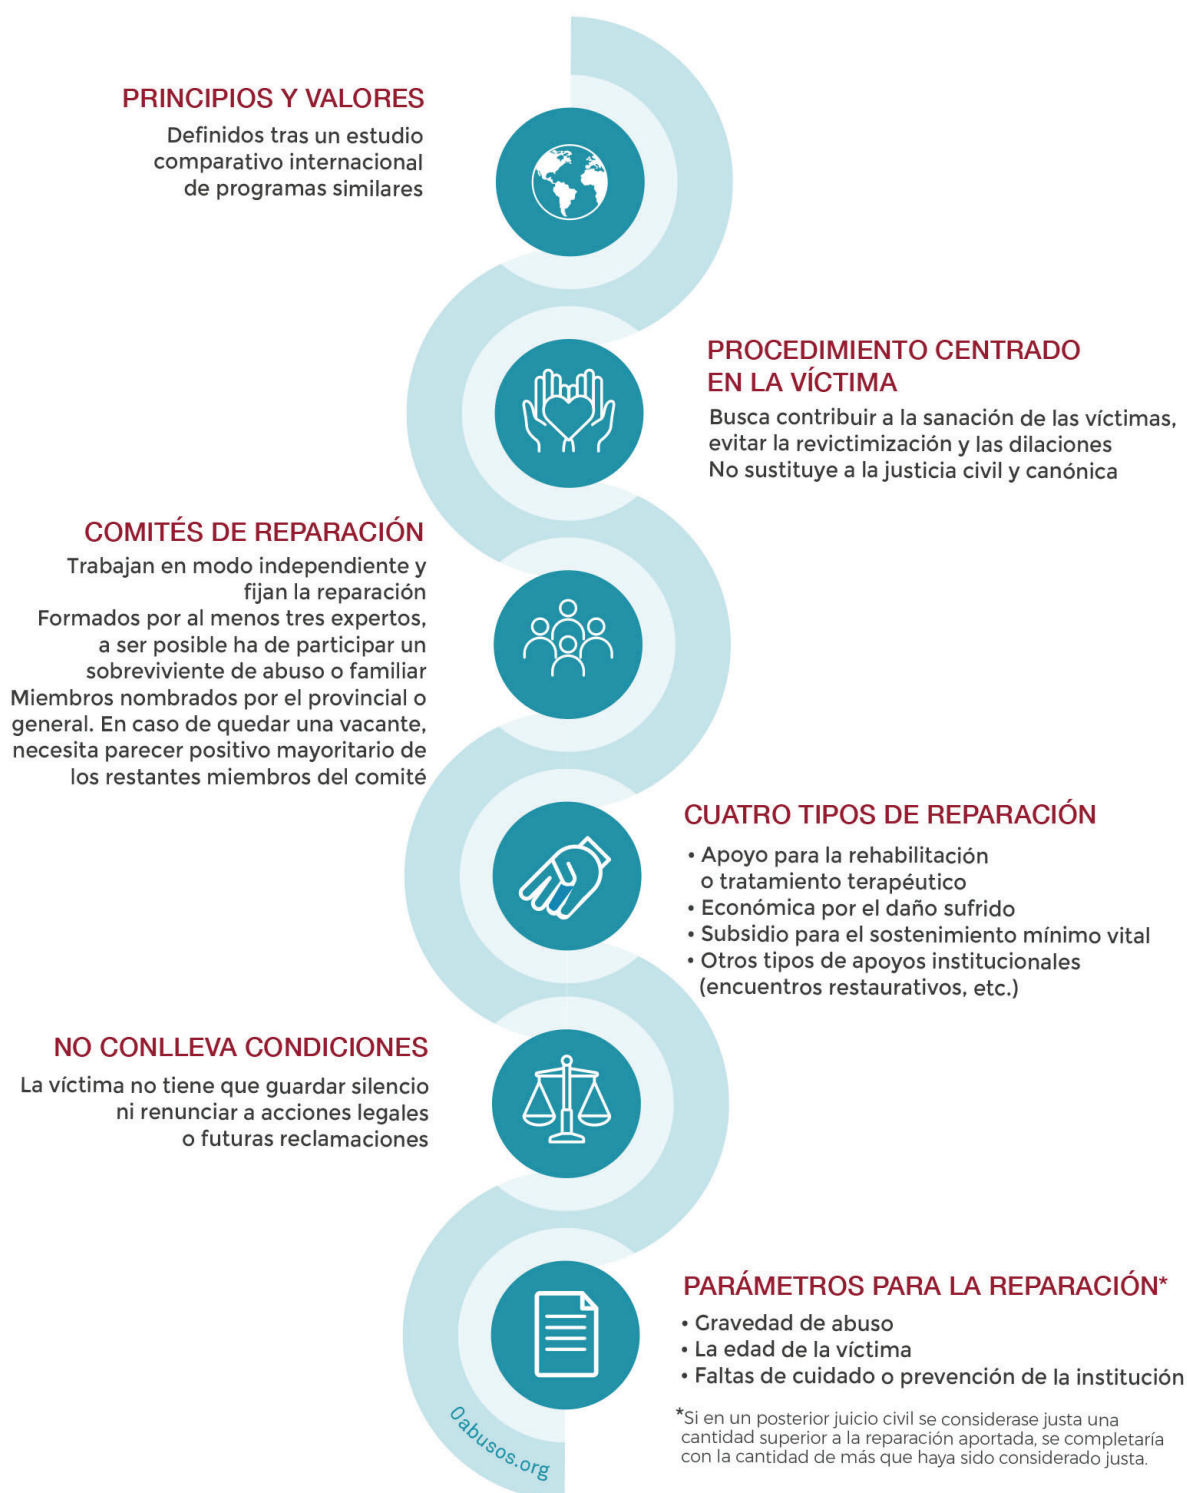 PRINCIPIOS Y VALORES
Definidos tras un estudio
comparativo internacional
de programas similares
PROCEDIMIENTO CENTRADO
EN LA VÍCTIMA
Busca contribuir a la sanación de las víctimas,
evitar la revictimización y las dilaciones
No sustituye a la justicia civil y canónica
COMITÉS DE REPARACIÓN
Trabajan en modo independiente y
fijan la reparación
Formados por al menos tres expertos,
a ser posible ha de participar un
sobreviviente de abuso o familiar
Miembros nombrados por el provincial o
general. En caso de quedar una vacante,
necesita parecer positivo mayoritario de
los restantes miembros del comité
CUATRO TIPOS DE REPARACIÓN
• Apoyo para la rehabilitación
o tratamiento terapéutico
• Económica por el daño sufrido
• Subsidio para el sostenimiento mínimo vital
• Otros tipos de apoyos institucionales
(encuentros restaurativos, etc.)
NO CONLLEVA CONDICIONES
La víctima no tiene que guardar silencio
ni renunciar a acciones legales
o futuras reclamaciones
PARÁMETROS PARA LA REPARACIÓN*
• Gravedad de abuso
• La edad de la víctima
• Faltas de cuidado o prevención de la institución
*Si en un posterior juicio civil se considerase justa una
cantidad superior a la reparación aportada, se completaría
con la cantidad de más que haya sido considerado justa.
0abusos.org